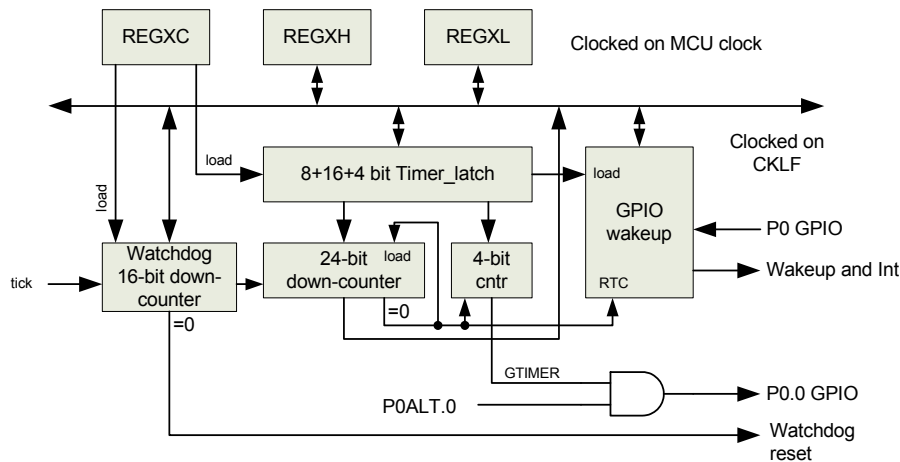 REGXC
REGXH
REGXL
Clocked on MCU clock
Clocked on
CKLF
load
load
8+16+4 bit Timer_latch
load
GPIO
wakeup
RTC
P0 GPIO
Wakeup and Int
tick
Watchdog
16-bit down-
counter
=0
24-bit
down-counter
load
=0
4-bit
cntr
GTIMER
P0ALT.0
P0.0 GPIO
Watchdog
reset